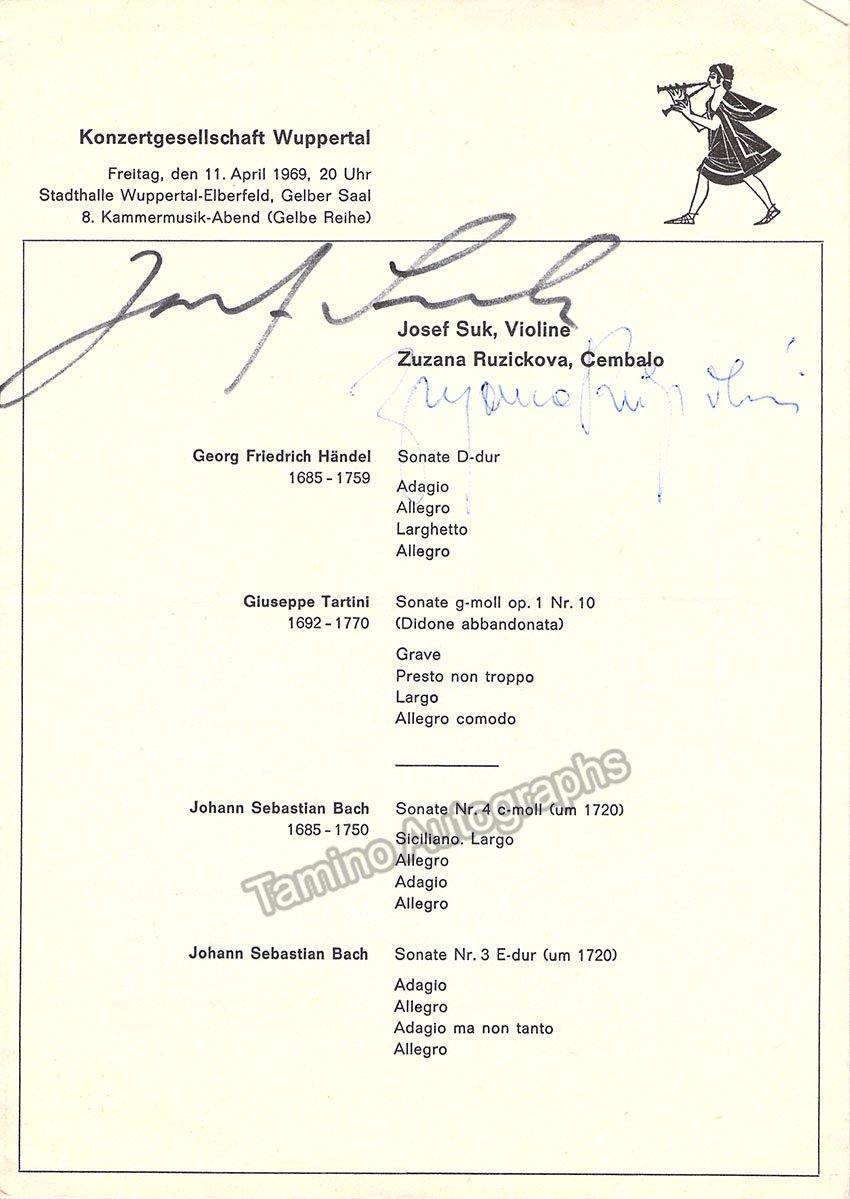 Konzertgesellschaft Wuppertal
Freitag, den 11. April 1969, 20 Uhr
Stadthalle Wuppertal-Elberfeld, Gelber Saal
8. Kammermusik-Abend (Gelbe Reihe)
Josef Suk
Josef Suk, Violine
Zuzana Ruzickova, Cembalo
Zuzana Růžičková
Georg Friedrich Händel Sonate D-dur
1685-1759
Adagio
Allegro
Larghetto
Allegro
Giuseppe Tartini Sonate g-moll op. 1 Nr. 10
1692-1770 (Didone abbandonata)
Grave
Presto non troppo
Largo
Allegro comodo
Johann Sebastian Bach Sonate Nr. 4 c-moll (um 1720)
1685-1750
Siciliano. Largo
Allegro
Adagio
Allegro
Tamino Autographs
Johann Sebastian Bach Sonate Nr. 3 E-dur (um 1720)
Adagio
Allegro
Adagio ma non tanto
Allegro